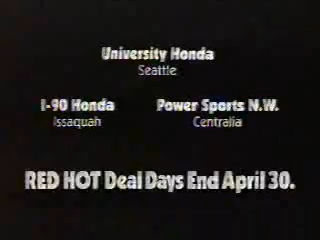 University Honda
Seattle
I-90 Honda
Issaquah
Power Sports N.W.
Centralia
RED HOT Deal Days End April 30.